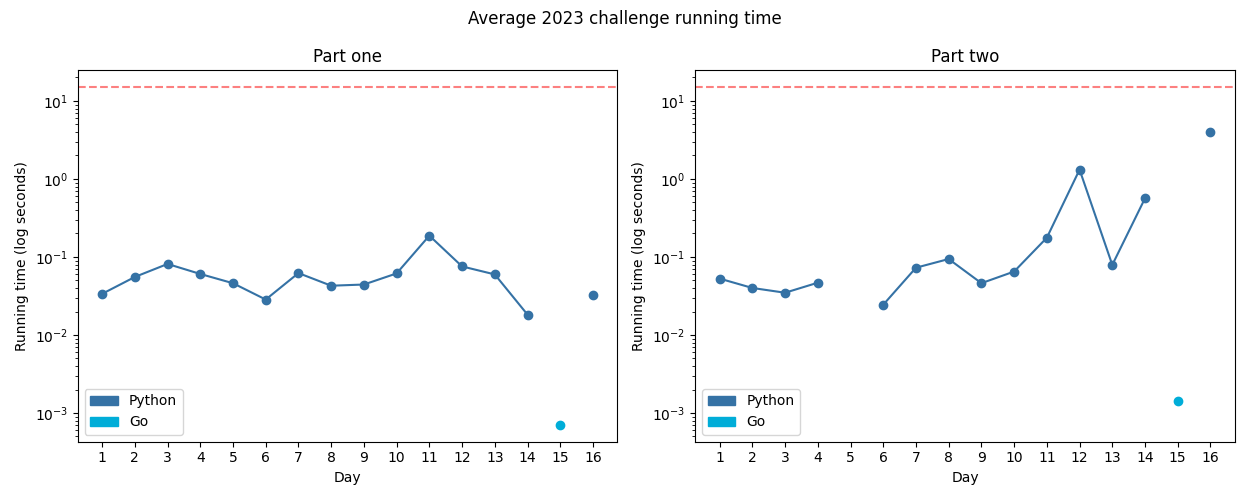 Average 2023 challenge running time
Part one
Running time (log seconds)
10¹
10⁰
10⁻¹
10⁻²
10⁻³
Python
Go
1 2 3 4 5 6 7 8 9 10 11 12 13 14 15 16
Day
Part two
Running time (log seconds)
10¹
10⁰
10⁻¹
10⁻²
10⁻³
Python
Go
1 2 3 4 5 6 7 8 9 10 11 12 13 14 15 16
Day